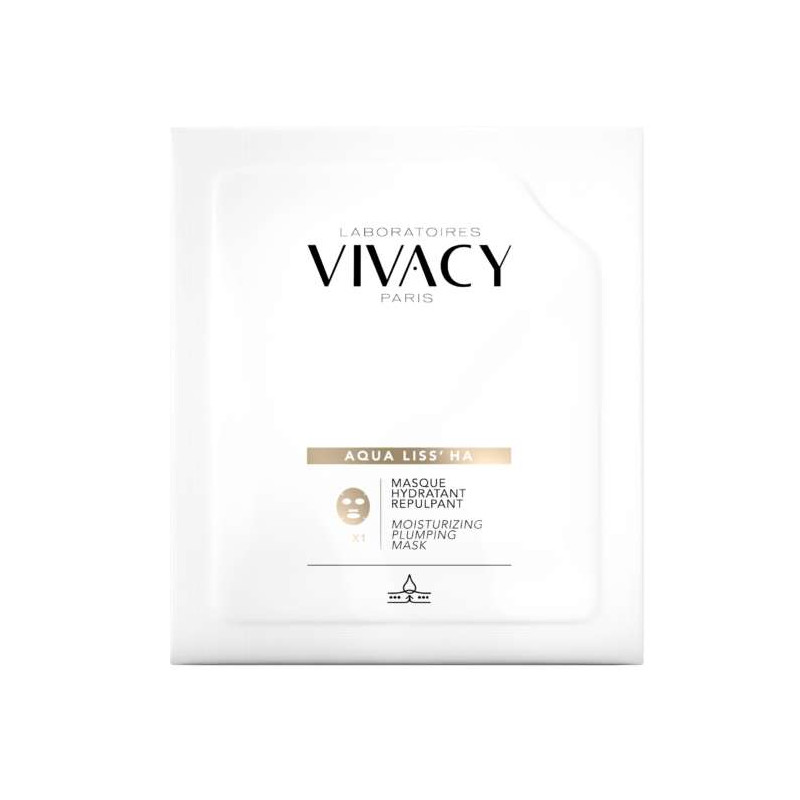 LABORATOIRES
VIVACY
PARIS
AQUA LISS' HA
MASQUE
HYDRATANT
REPULPANT
MOISTURIZING
PLUMPING
MASK
X1